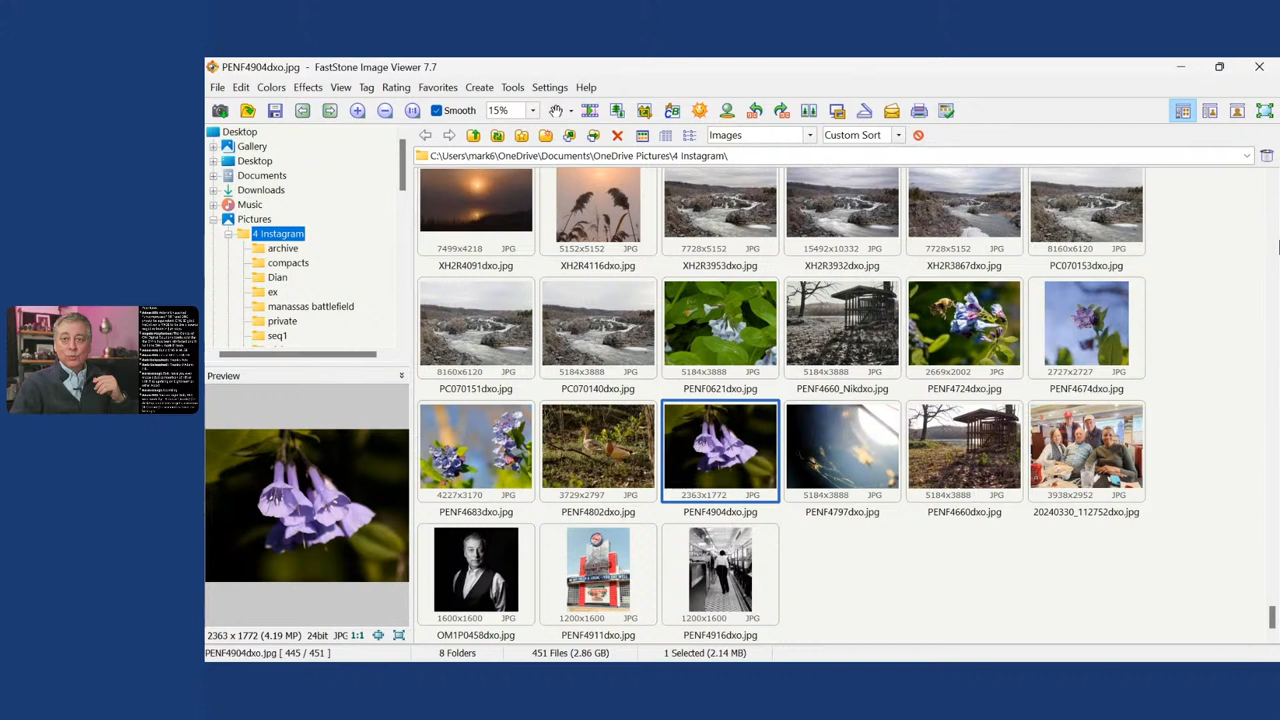 PENF4904dxo.jpg - FastStone Image Viewer 7.7
File Edit Colors Effects View Tag Rating Favorites Create Tools Settings Help
Smooth 15%
Desktop
Gallery
Desktop
Documents
Downloads
Music
Pictures
4 Instagram
archive
compacts
Dian
ex
manassas battlefield
private
seq1
Preview
2363 x 1772 (4.19 MP) 24bit JPG 1:1
Images Custom Sort
C:\Users\mark6\OneDrive\Documents\OneDrive Pictures\4 Instagram\
7499x4218 JPG 5152x5152 JPG 7728x5152 JPG 15492x10332 JPG 7728x5152 JPG 8160x6120 JPG
XH2R4091dxo.jpg XH2R4116dxo.jpg XH2R3953dxo.jpg XH2R3932dxo.jpg XH2R3867dxo.jpg PC070153dxo.jpg
8160x6120 JPG 5184x3888 JPG 5184x3888 JPG 5184x3888 JPG 2669x2002 JPG 2727x2727 JPG
PC070151dxo.jpg PC070140dxo.jpg PENF0621dxo.jpg PENF4660_Nikdxo.jpg PENF4724dxo.jpg PENF4674dxo.jpg
4227x3170 JPG 3729x2797 JPG 2363x1772 JPG 5184x3888 JPG 5184x3888 JPG 3938x2952 JPG
PENF4683dxo.jpg PENF4802dxo.jpg PENF4904dxo.jpg PENF4797dxo.jpg PENF4660dxo.jpg 20240330_112752dxo.jpg
1600x1600 JPG 1200x1600 JPG 1200x1600 JPG
OM1P0458dxo.jpg PENF4911dxo.jpg PENF4916dxo.jpg
PENF4904dxo.jpg [ 445 / 451 ] 8 Folders 451 Files (2.86 GB) 1 Selected (2.14 MB)